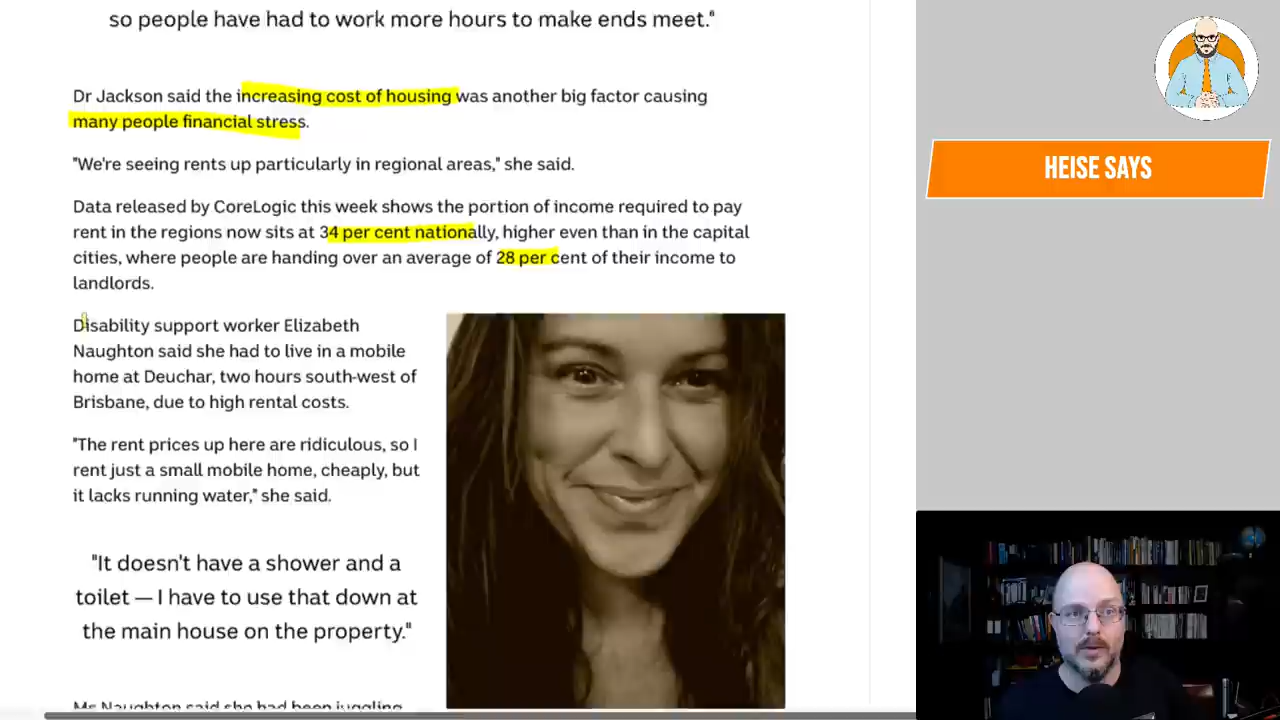 so people have had to work more hours to make ends meet."
Dr Jackson said the increasing cost of housing was another big factor causing
many people financial stress.
"We're seeing rents up particularly in regional areas," she said.
Data released by CoreLogic this week shows the portion of income required to pay
rent in the regions now sits at 34 per cent nationally, higher even than in the capital
cities, where people are handing over an average of 28 per cent of their income to
landlords.
Disability support worker Elizabeth
Naughton said she had to live in a mobile
home at Deuchar, two hours south-west of
Brisbane, due to high rental costs.
"The rent prices up here are ridiculous, so I
rent just a small mobile home, cheaply, but
it lacks running water," she said.
"It doesn't have a shower and a
toilet — I have to use that down at
the main house on the property."
Ms Naughton said she had been juggling
HEISE SAYS